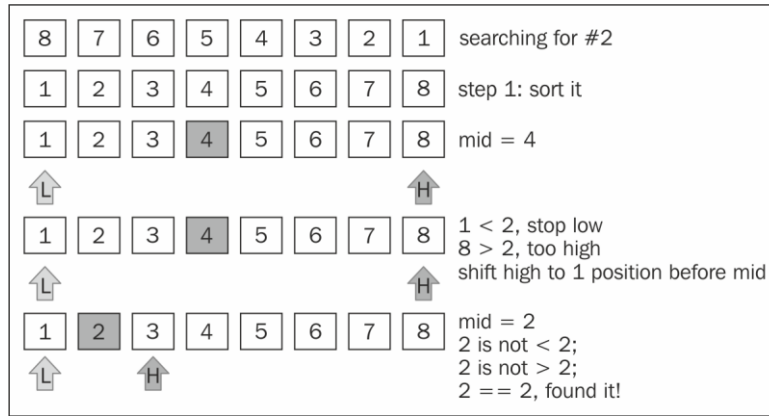 8 7 6 5 4 3 2 1 searching for #2
1 2 3 4 5 6 7 8 step 1: sort it
1 2 3 4 5 6 7 8 mid = 4
L H
1 2 3 4 5 6 7 8 1 < 2, stop low
8 > 2, too high
shift high to 1 position before mid
L H
1 2 3 4 5 6 7 8 mid = 2
2 is not < 2;
2 is not > 2;
2 == 2, found it!
L H